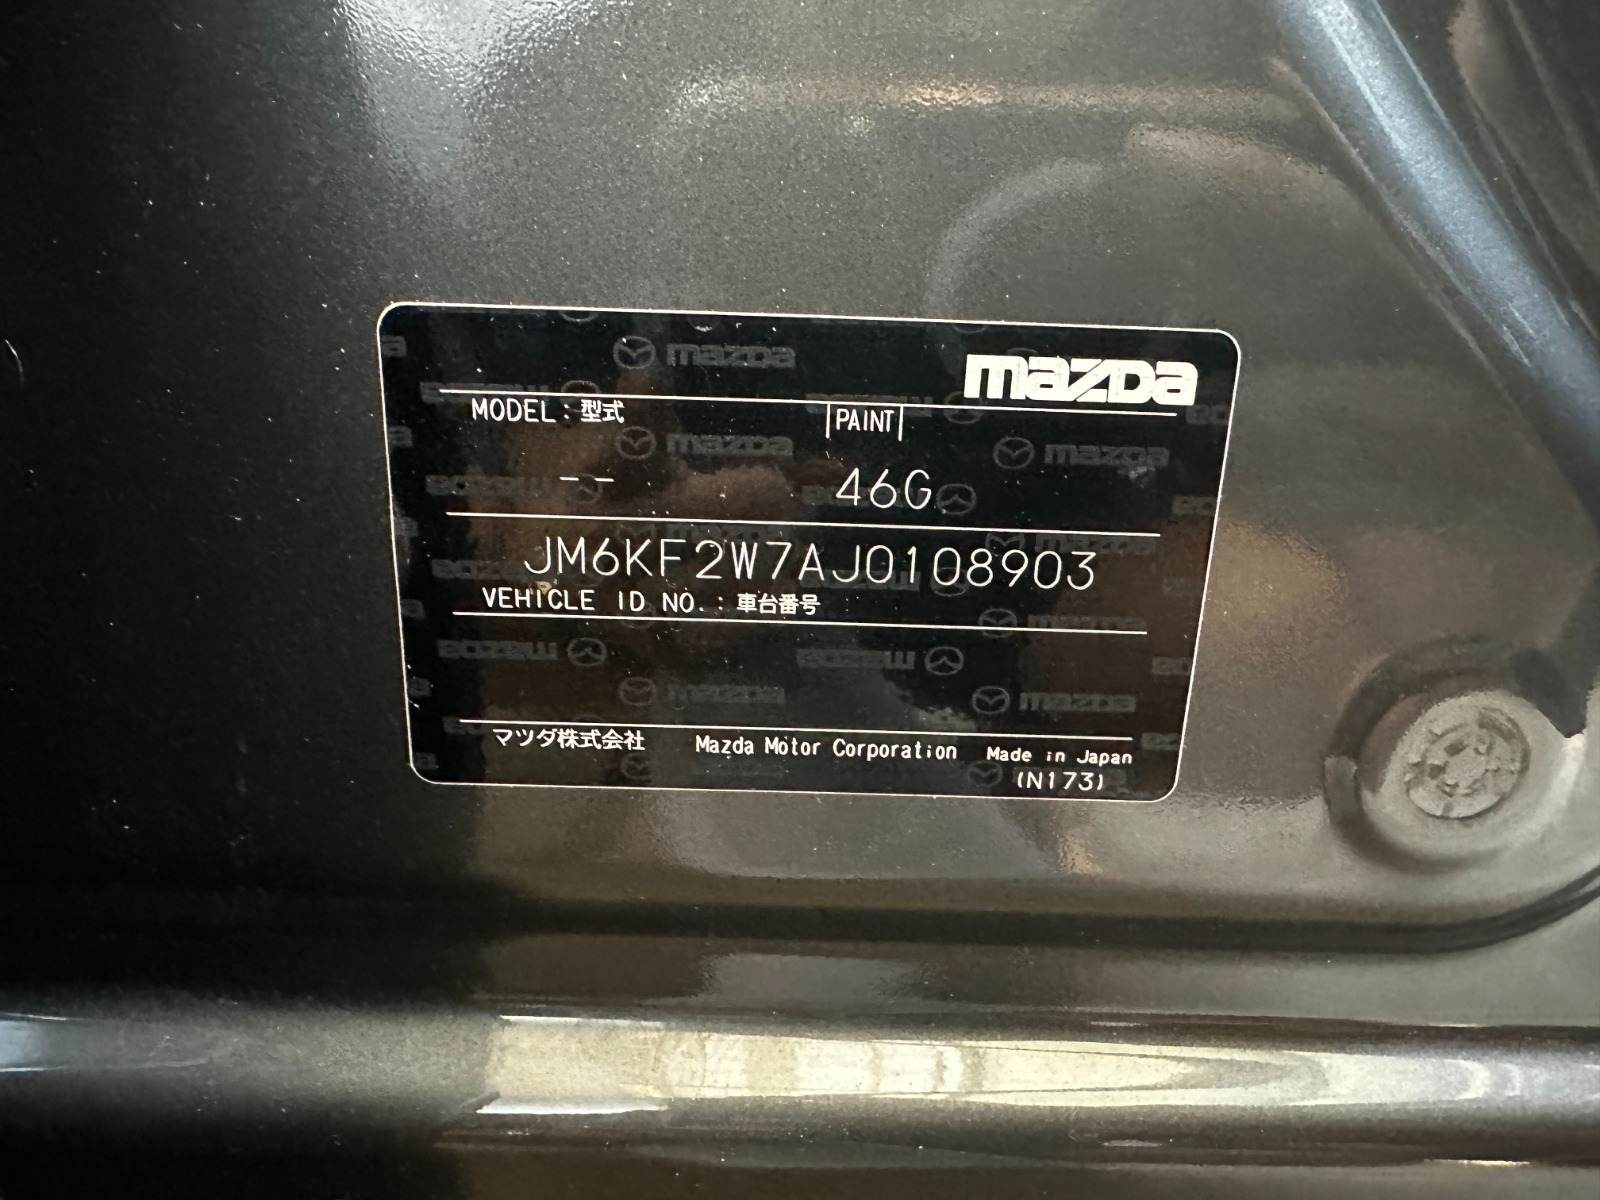 mazda
MODEL：型式 PAINT
-- 46G
JM6KF2W7AJ0108903
VEHICLE ID NO.：車台番号
マツダ株式会社 Mazda Motor Corporation Made in Japan
(N173)